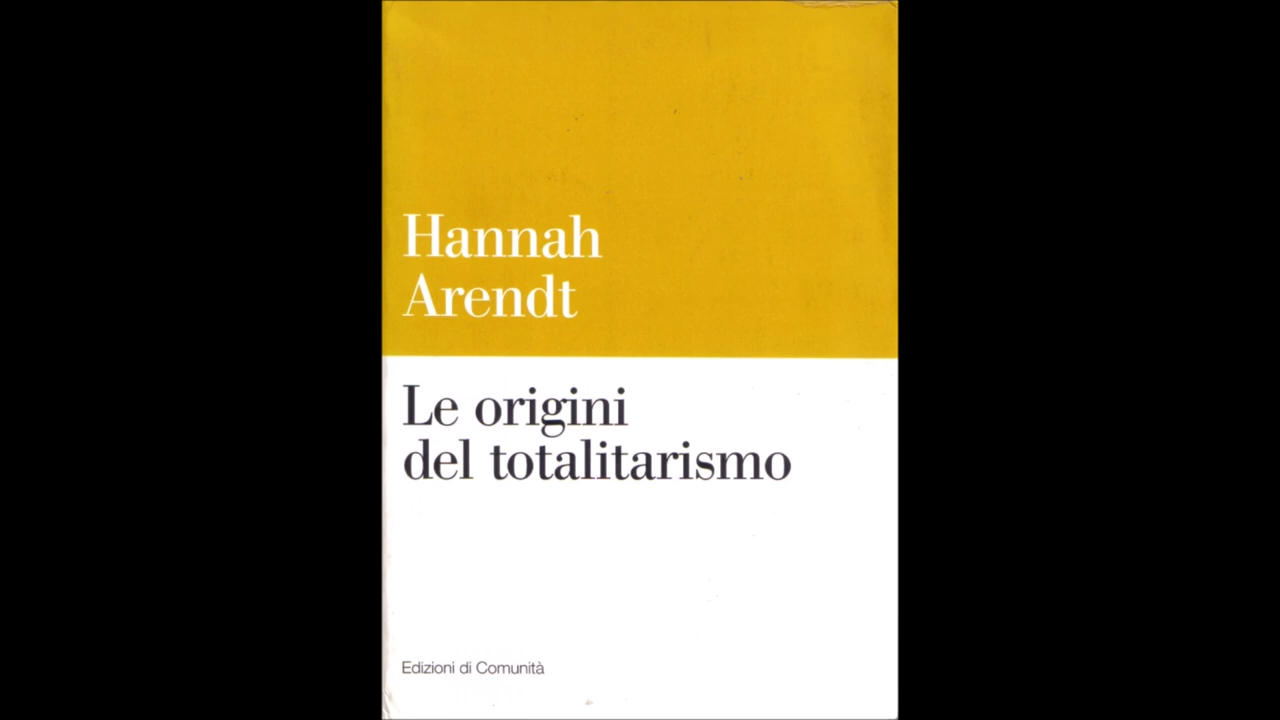 Hannah
Arendt
Le origini
del totalitarismo
Edizioni di Comunità